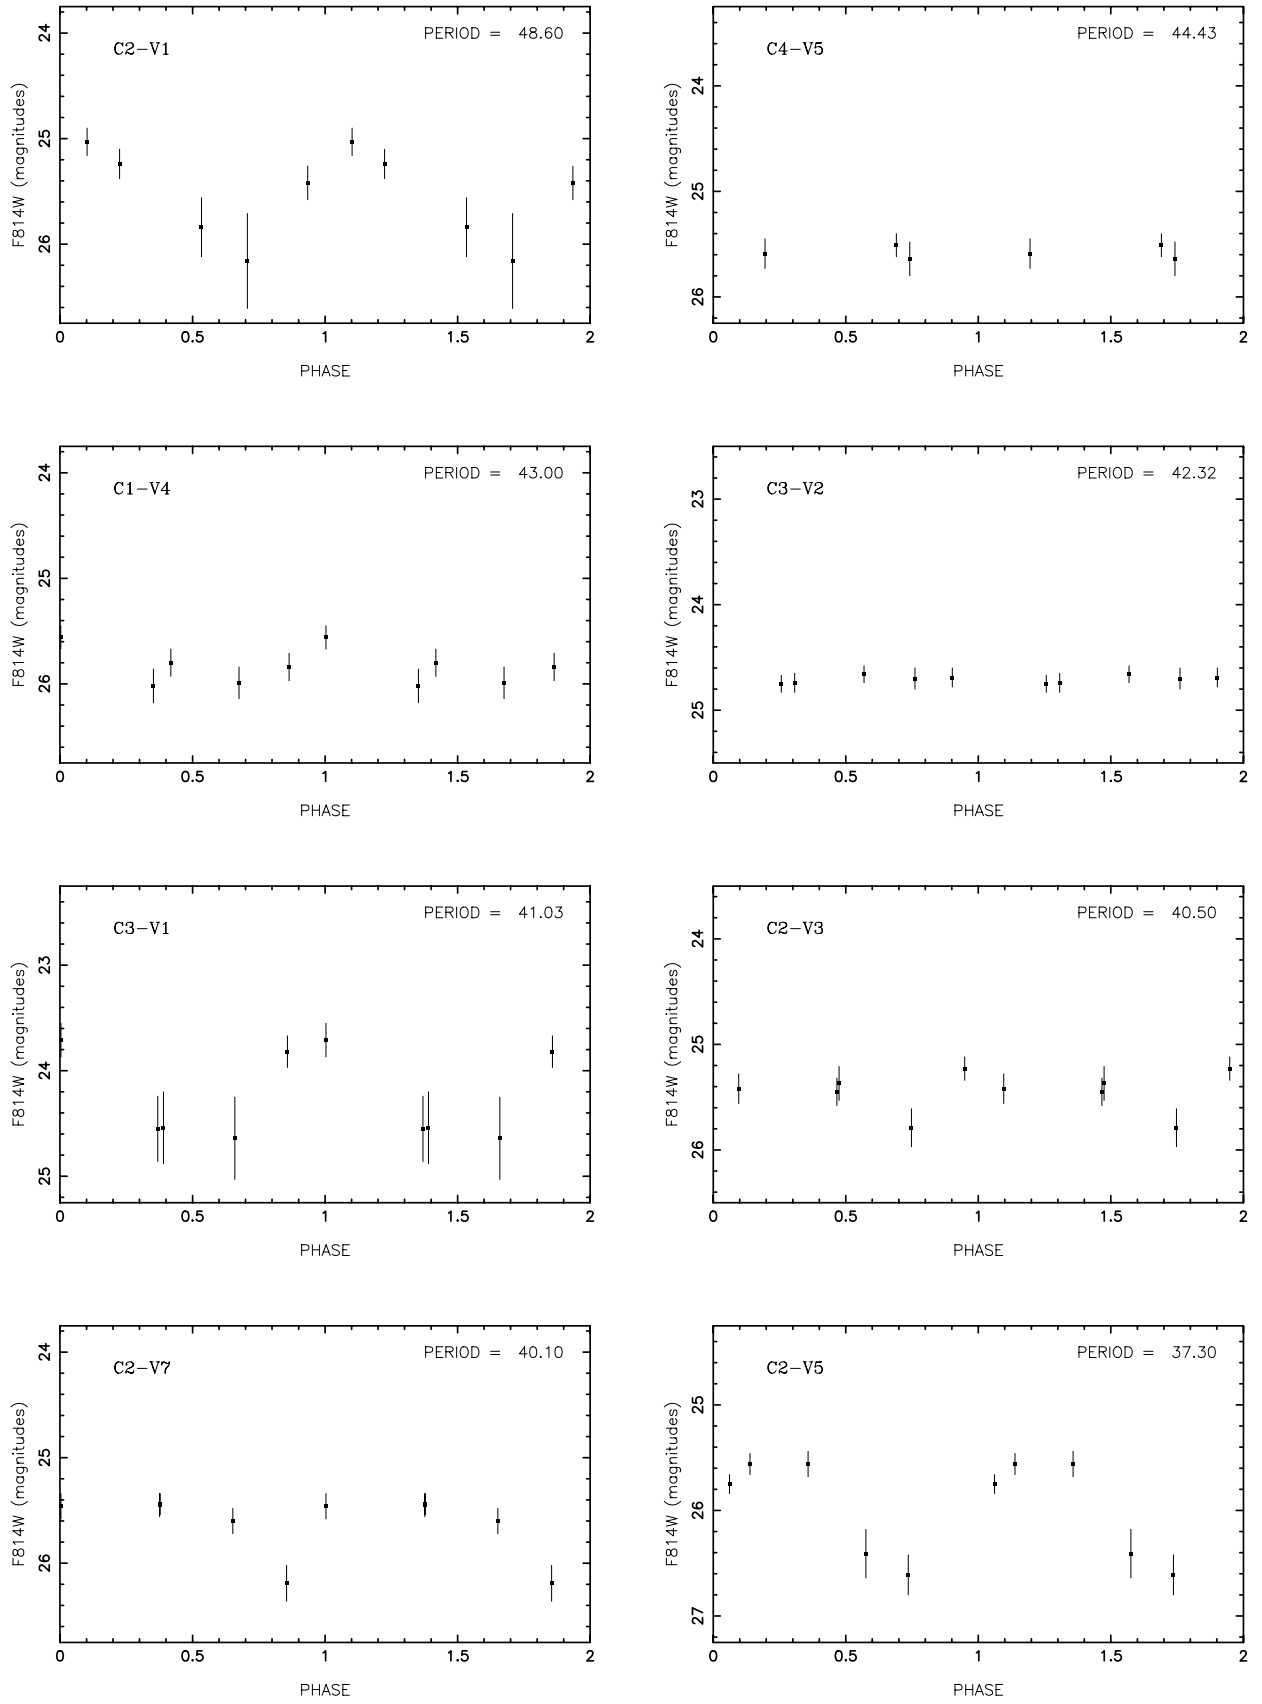 C2−V1 PERIOD = 48.60
24
25
26
F814W (magnitudes)
0 0.5 1 1.5 2
PHASE
C4−V5 PERIOD = 44.43
24
25
26
F814W (magnitudes)
0 0.5 1 1.5 2
PHASE
C1−V4 PERIOD = 43.00
24
25
26
F814W (magnitudes)
0 0.5 1 1.5 2
PHASE
C3−V2 PERIOD = 42.32
23
24
25
F814W (magnitudes)
0 0.5 1 1.5 2
PHASE
C3−V1 PERIOD = 41.03
23
24
25
F814W (magnitudes)
0 0.5 1 1.5 2
PHASE
C2−V3 PERIOD = 40.50
24
25
26
F814W (magnitudes)
0 0.5 1 1.5 2
PHASE
C2−V7 PERIOD = 40.10
24
25
26
F814W (magnitudes)
0 0.5 1 1.5 2
PHASE
C2−V5 PERIOD = 37.30
25
26
27
F814W (magnitudes)
0 0.5 1 1.5 2
PHASE